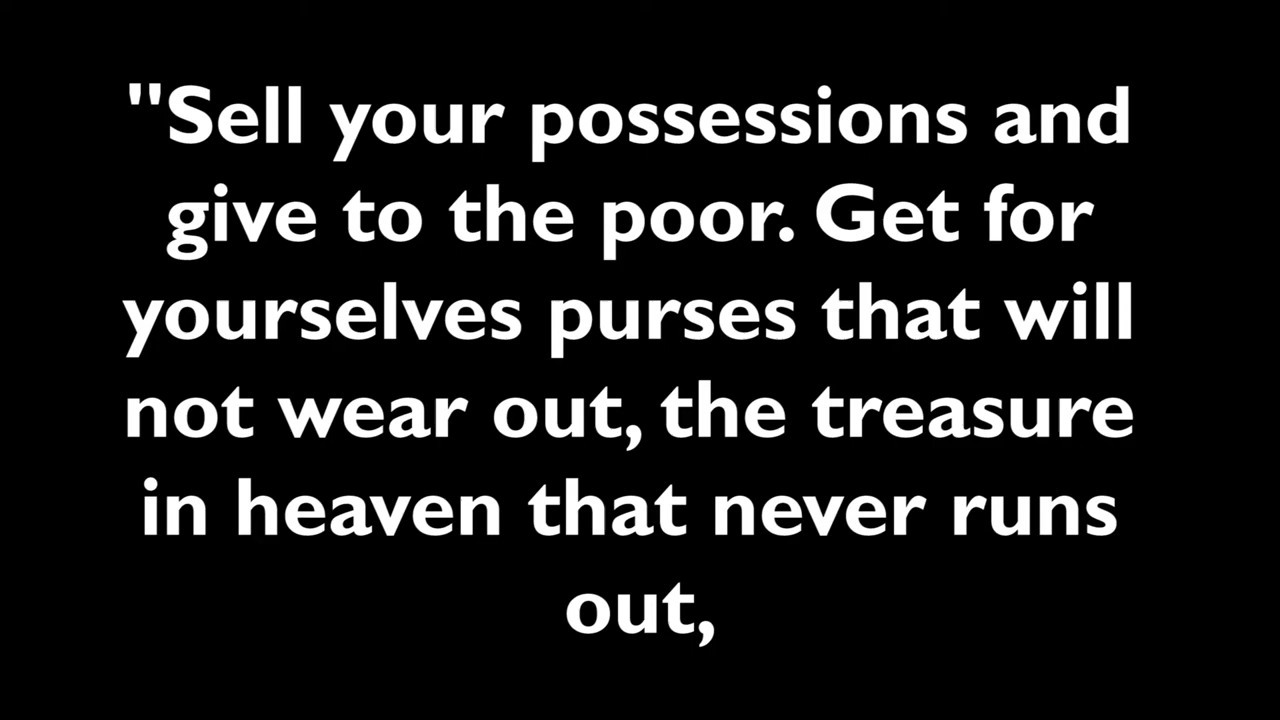 "Sell your possessions and
give to the poor. Get for
yourselves purses that will
not wear out, the treasure
in heaven that never runs
out,